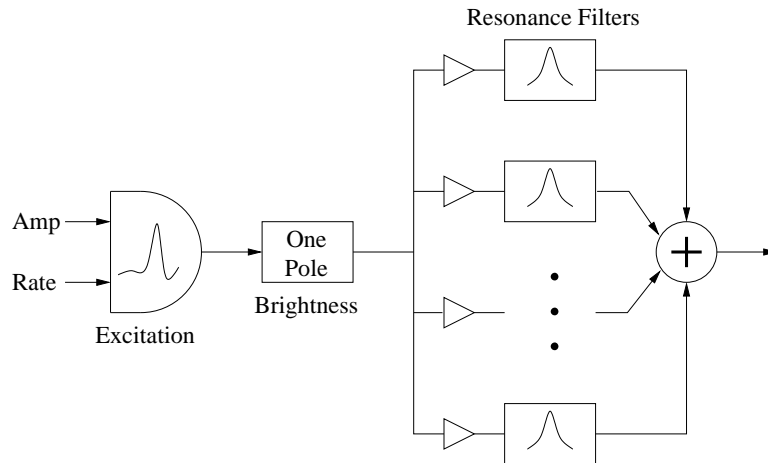 Resonance Filters
Amp
Rate
One
Pole
Brightness
Excitation
+